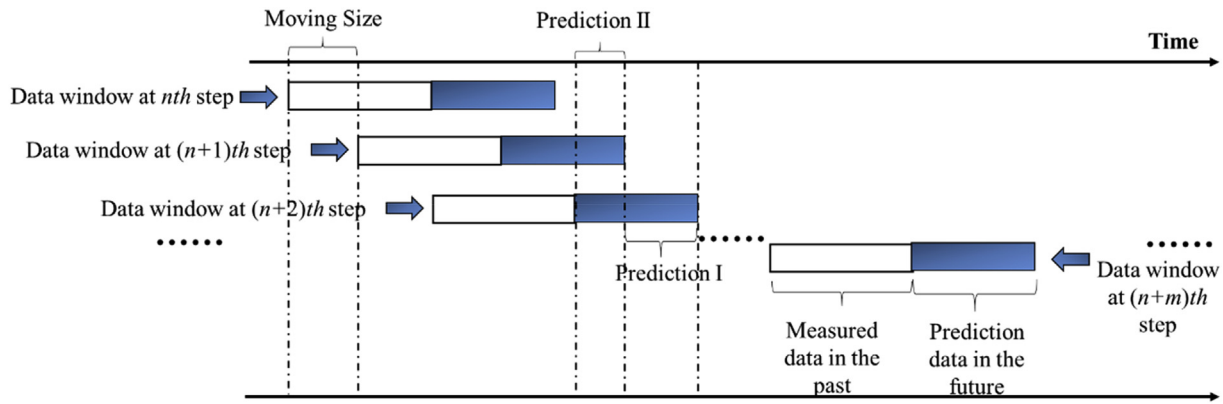 Moving Size
Prediction II
Time
Data window at nth step
Data window at (n+1)th step
Data window at (n+2)th step
Prediction I
Data window
at (n+m)th
step
Measured
data in the
past
Prediction
data in the
future